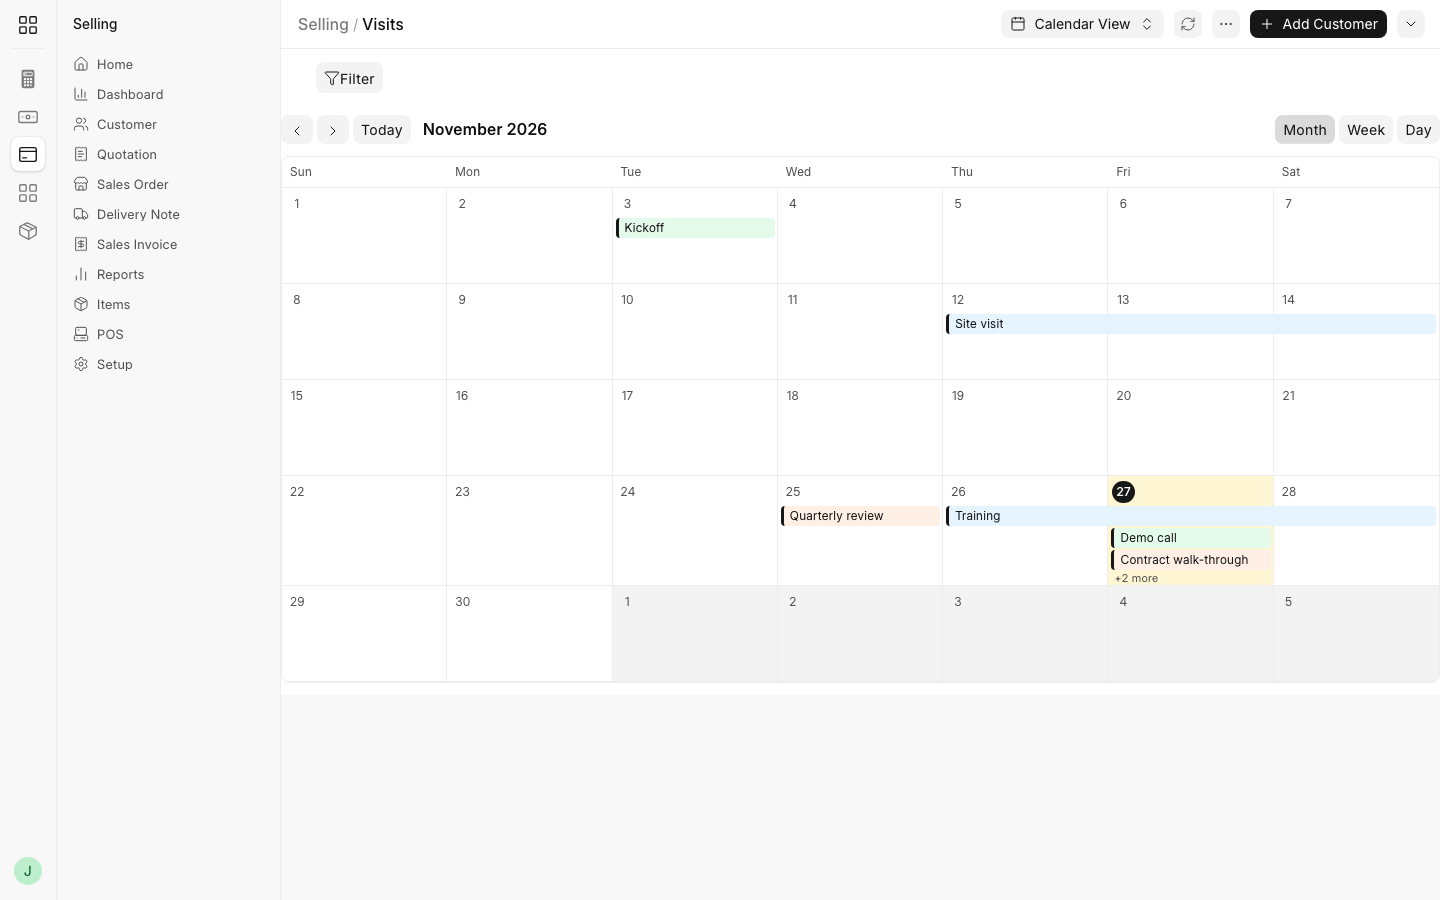 Selling
Home
Dashboard
Customer
Quotation
Sales Order
Delivery Note
Sales Invoice
Reports
Items
POS
Setup
J
Selling / Visits
Calendar View
Add Customer
Filter
Today
November 2026
Month Week Day
Sun Mon Tue Wed Thu Fri Sat
1 2 3 4 5 6 7
Kickoff
8 9 10 11 12 13 14
Site visit
15 16 17 18 19 20 21
22 23 24 25 26 27 28
Quarterly review Training
Demo call
Contract walk-through
+2 more
29 30 1 2 3 4 5